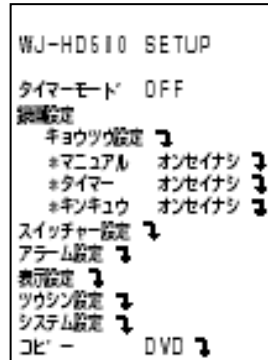 WJ-HD500 SETUP
タイマーモード OFF
録画設定
キョウツウ設定 ↴
*マニュアル オンセイナシ ↴
*タイマー オンセイナシ ↴
*キンキュウ オンセイナシ ↴
スイッチャー設定 ↴
アラーム設定 ↴
表示設定 ↴
ツウシン設定 ↴
システム設定 ↴
コピー DVD ↴